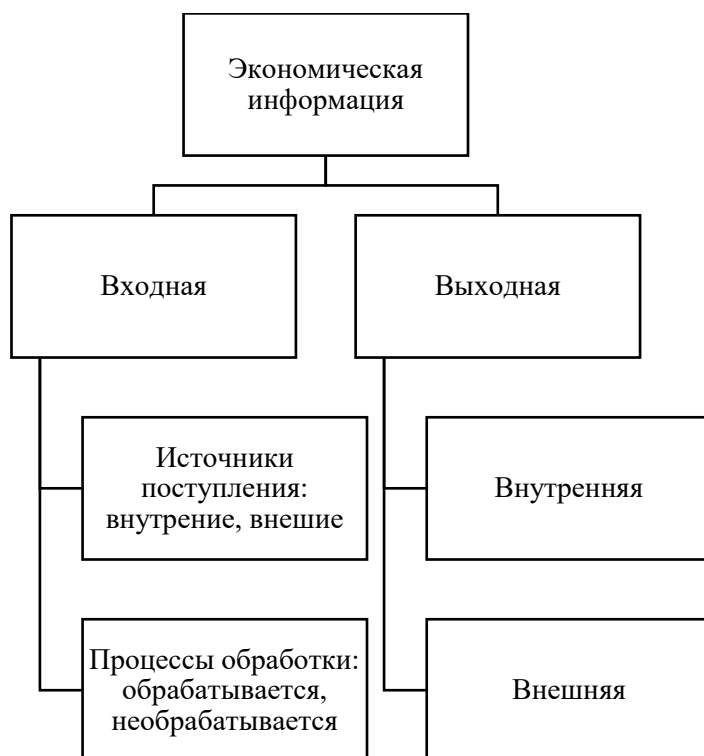 Экономическая
информация
Входная
Выходная
Источники
поступления:
внутрение, внешие
Внутренняя
Процессы обработки:
обрабатывается,
необрабатывается
Внешняя